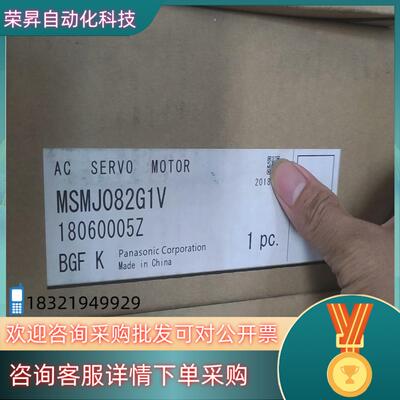 荣昇自动化科技
AC SERVO MOTOR
MSMJ082G1V
2018
18060005Z
BGF K
Panasonic Corporation
Made in China
1 pc.
18321949929
欢迎咨询采购批发可对公开票
咨询客服详情下单采购